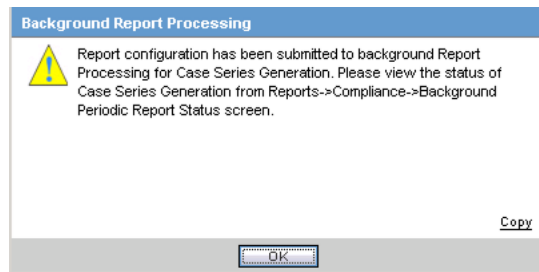 Background Report Processing
Report configuration has been submitted to background Report
Processing for Case Series Generation. Please view the status of
Case Series Generation from Reports->Compliance->Background
Periodic Report Status screen.
Copy
OK